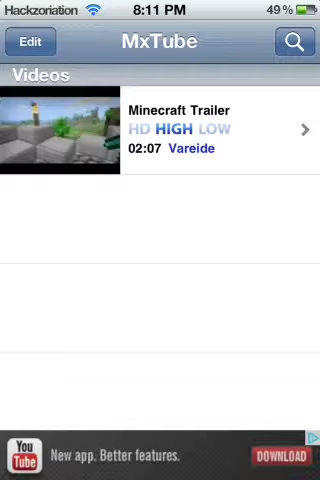 Hackzoriation 8:11 PM 49%
Edit MxTube
Videos
Minecraft Trailer
HD HIGH LOW
02:07 Vareide
You
Tube
New app. Better features.
DOWNLOAD